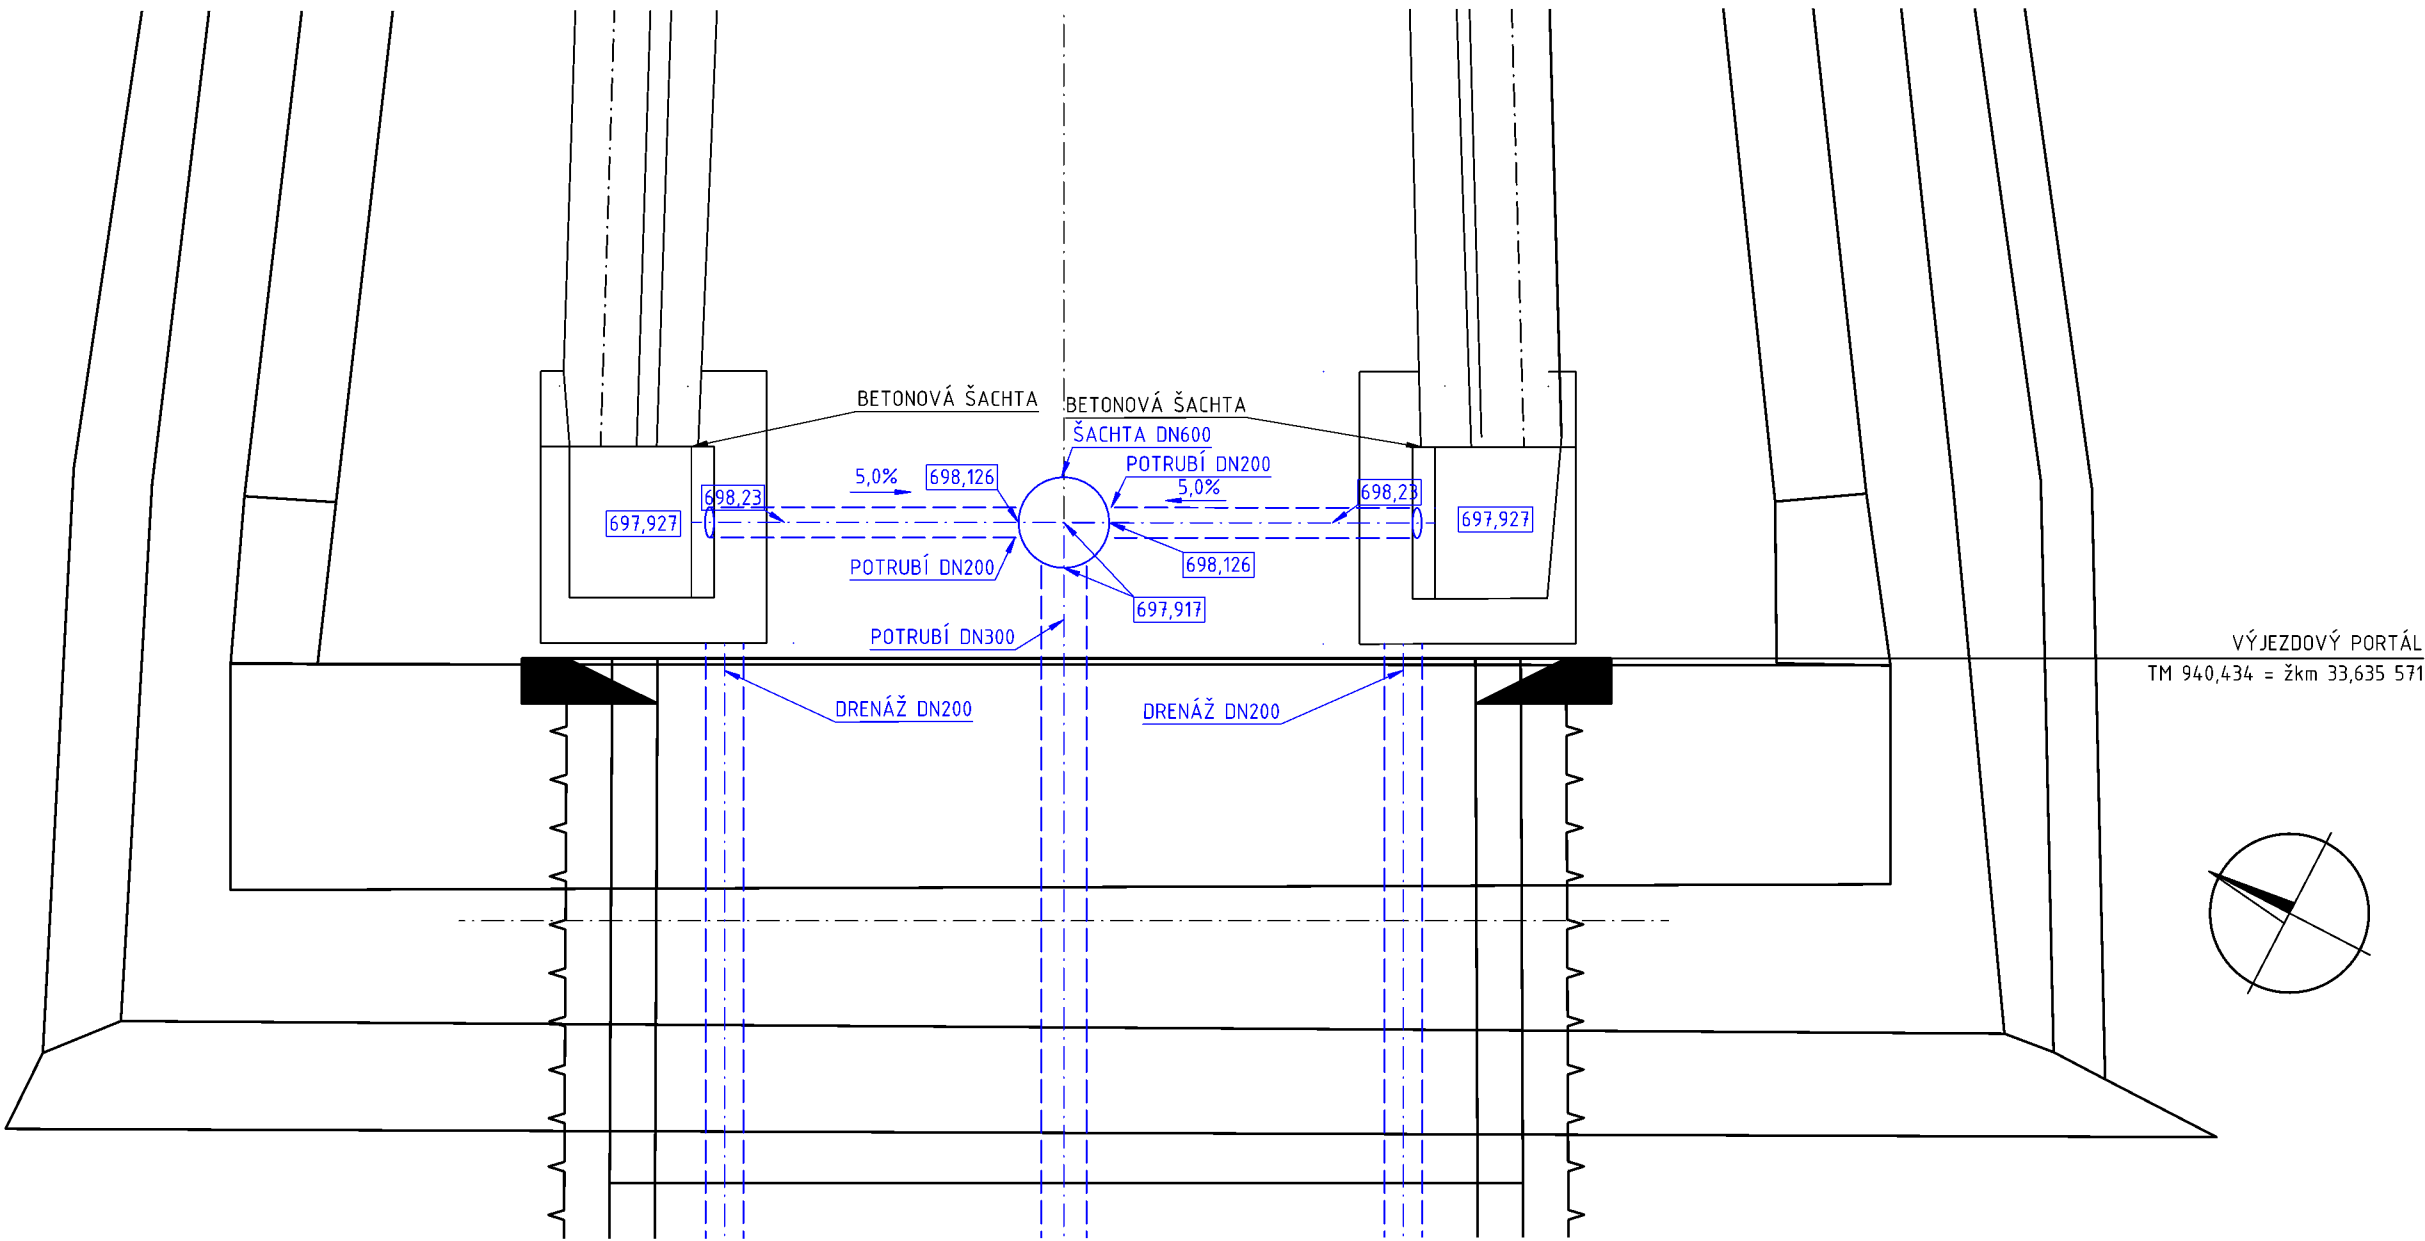 BETONOVÁ ŠACHTA
BETONOVÁ ŠACHTA
ŠACHTA DN600
POTRUBÍ DN200
5,0%
698,126
5,0%
698,23
698,23
697,927
697,927
POTRUBÍ DN200
698,126
697,917
POTRUBÍ DN300
VÝJEZDOVÝ PORTÁL
TM 940,434 = žkm 33,635 571
DRENÁŽ DN200
DRENÁŽ DN200